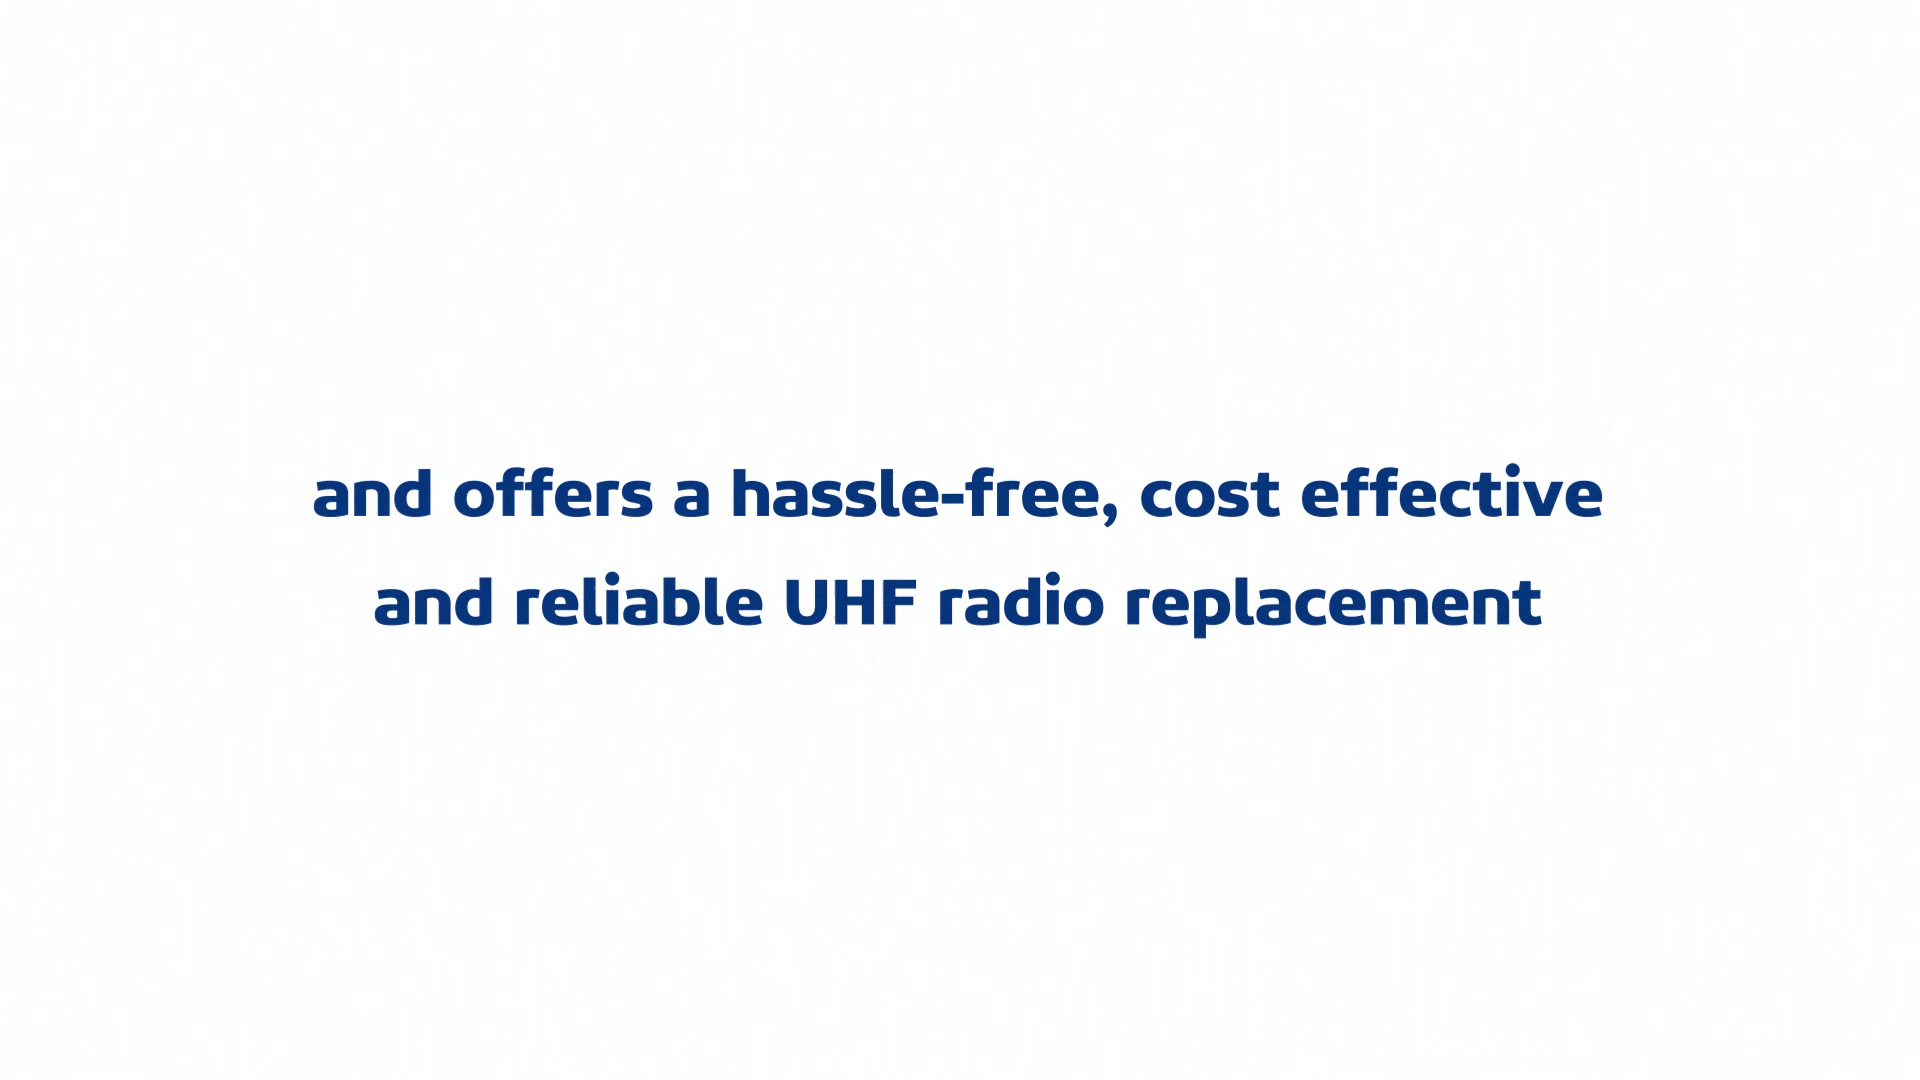 and offers a hassle-free, cost effective
and reliable UHF radio replacement